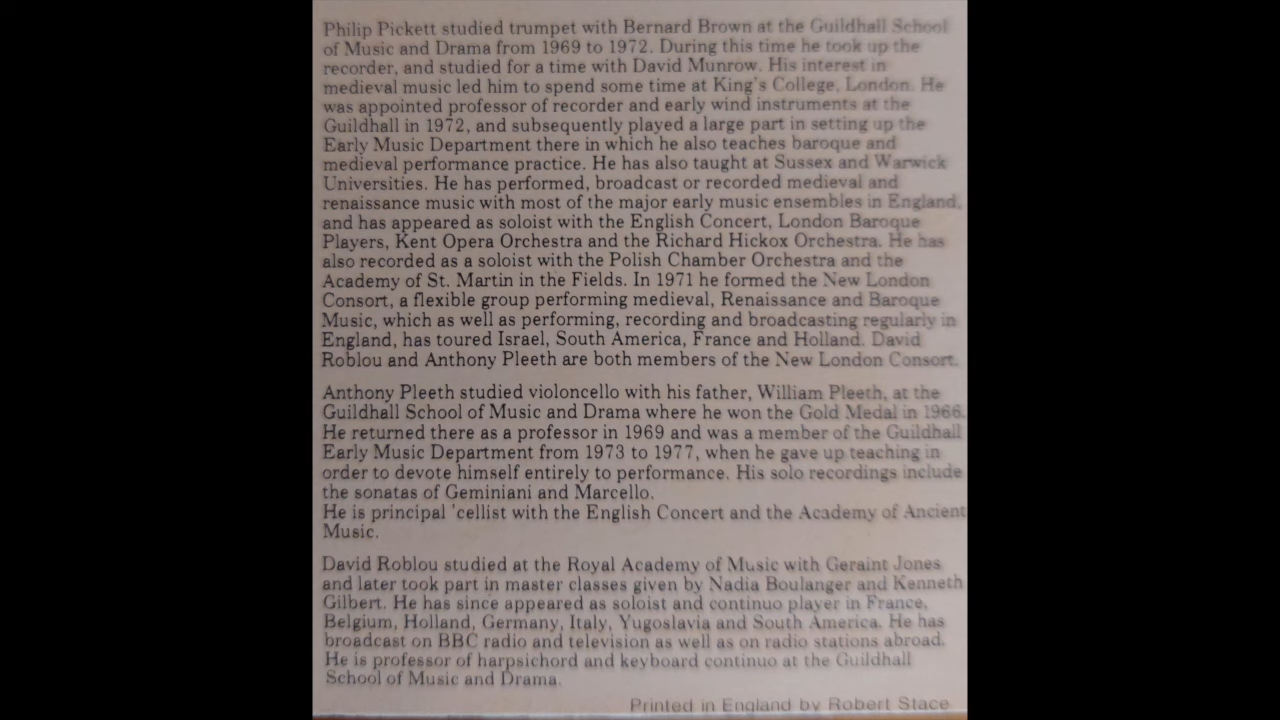 Philip Pickett studied trumpet with Bernard Brown at the Guildhall School
of Music and Drama from 1969 to 1972. During this time he took up the
recorder, and studied for a time with David Munrow. His interest in
medieval music led him to spend some time at King's College, London. He
was appointed professor of recorder and early wind instruments at the
Guildhall in 1972, and subsequently played a large part in setting up the
Early Music Department there in which he also teaches baroque and
medieval performance practice. He has also taught at Sussex and Warwick
Universities. He has performed, broadcast or recorded medieval and
renaissance music with most of the major early music ensembles in England,
and has appeared as soloist with the English Concert, London Baroque
Players, Kent Opera Orchestra and the Richard Hickox Orchestra. He has
also recorded as a soloist with the Polish Chamber Orchestra and the
Academy of St. Martin in the Fields. In 1971 he formed the New London
Consort, a flexible group performing medieval, Renaissance and Baroque
Music, which as well as performing, recording and broadcasting regularly in
England, has toured Israel, South America, France and Holland. David
Roblou and Anthony Pleeth are both members of the New London Consort.
Anthony Pleeth studied violoncello with his father, William Pleeth, at the
Guildhall School of Music and Drama where he won the Gold Medal in 1966.
He returned there as a professor in 1969 and was a member of the Guildhall
Early Music Department from 1973 to 1977, when he gave up teaching in
order to devote himself entirely to performance. His solo recordings include
the sonatas of Geminiani and Marcello.
He is principal 'cellist with the English Concert and the Academy of Ancient
Music.
David Roblou studied at the Royal Academy of Music with Geraint Jones
and later took part in master classes given by Nadia Boulanger and Kenneth
Gilbert. He has since appeared as soloist and continuo player in France,
Belgium, Holland, Germany, Italy, Yugoslavia and South America. He has
broadcast on BBC radio and television as well as on radio stations abroad.
He is professor of harpsichord and keyboard continuo at the Guildhall
School of Music and Drama.
Printed in England by Robert Stace